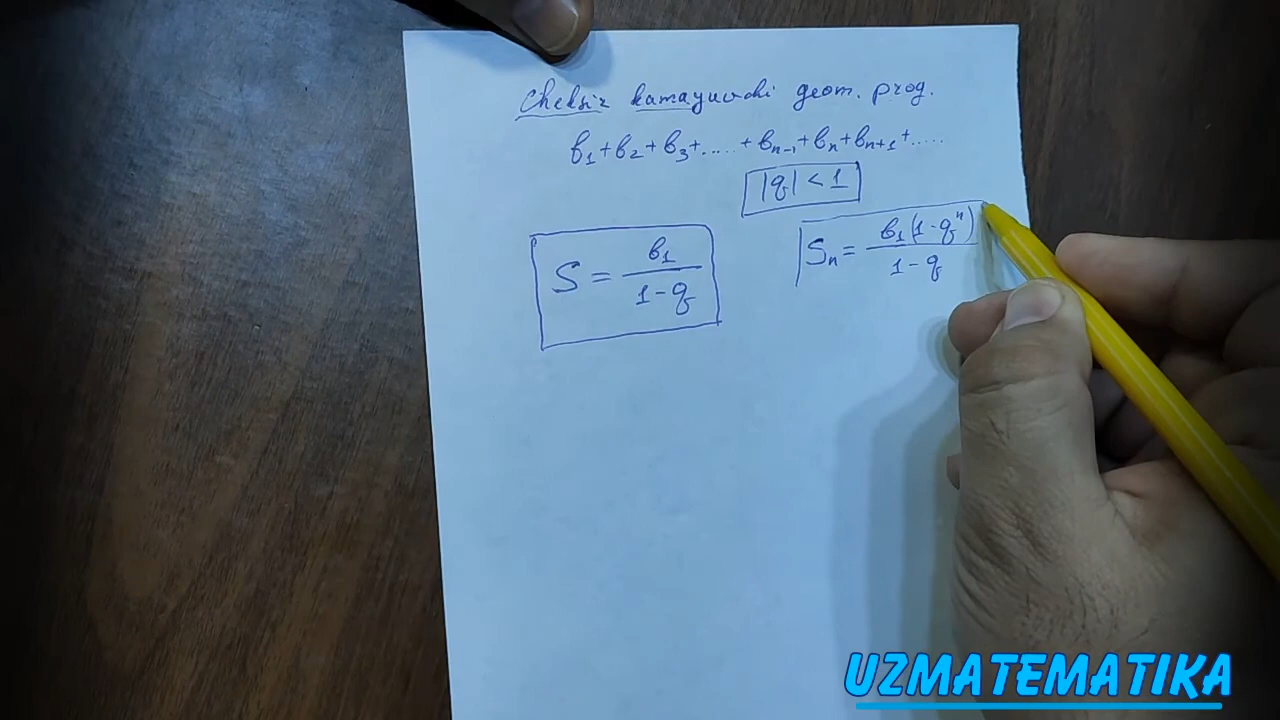 Cheksiz kamayuvchi geom. prog.
b₁+b₂+b₃+.....+bₙ₋₁+bₙ+bₙ₊₁+.....
|q| < 1
S = b₁/(1-q)
Sₙ = b₁(1-qⁿ)/(1-q)
UZMATEMATIKA